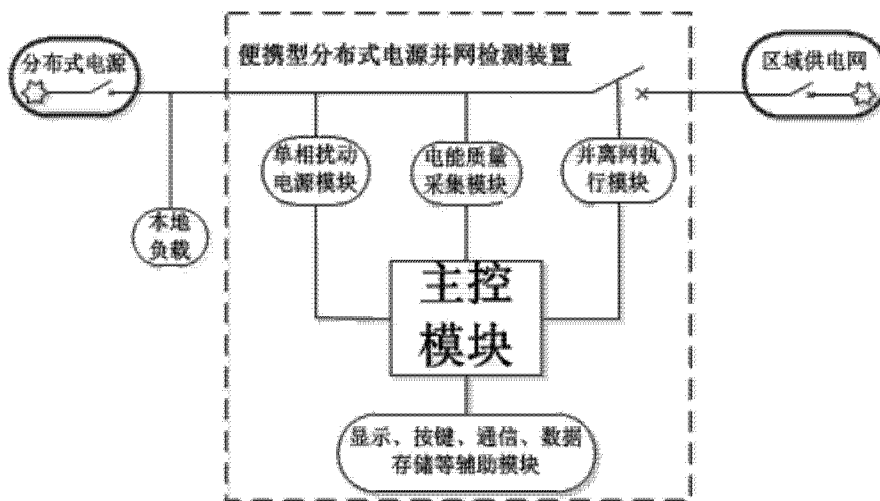 便携型分布式电源并网检测装置
分布式电源
区域供电网
单相扰动
电源模块
电能质量
采集模块
并离网执
行模块
本地
负载
主控
模块
显示、按键、通信、数据
存储等辅助模块